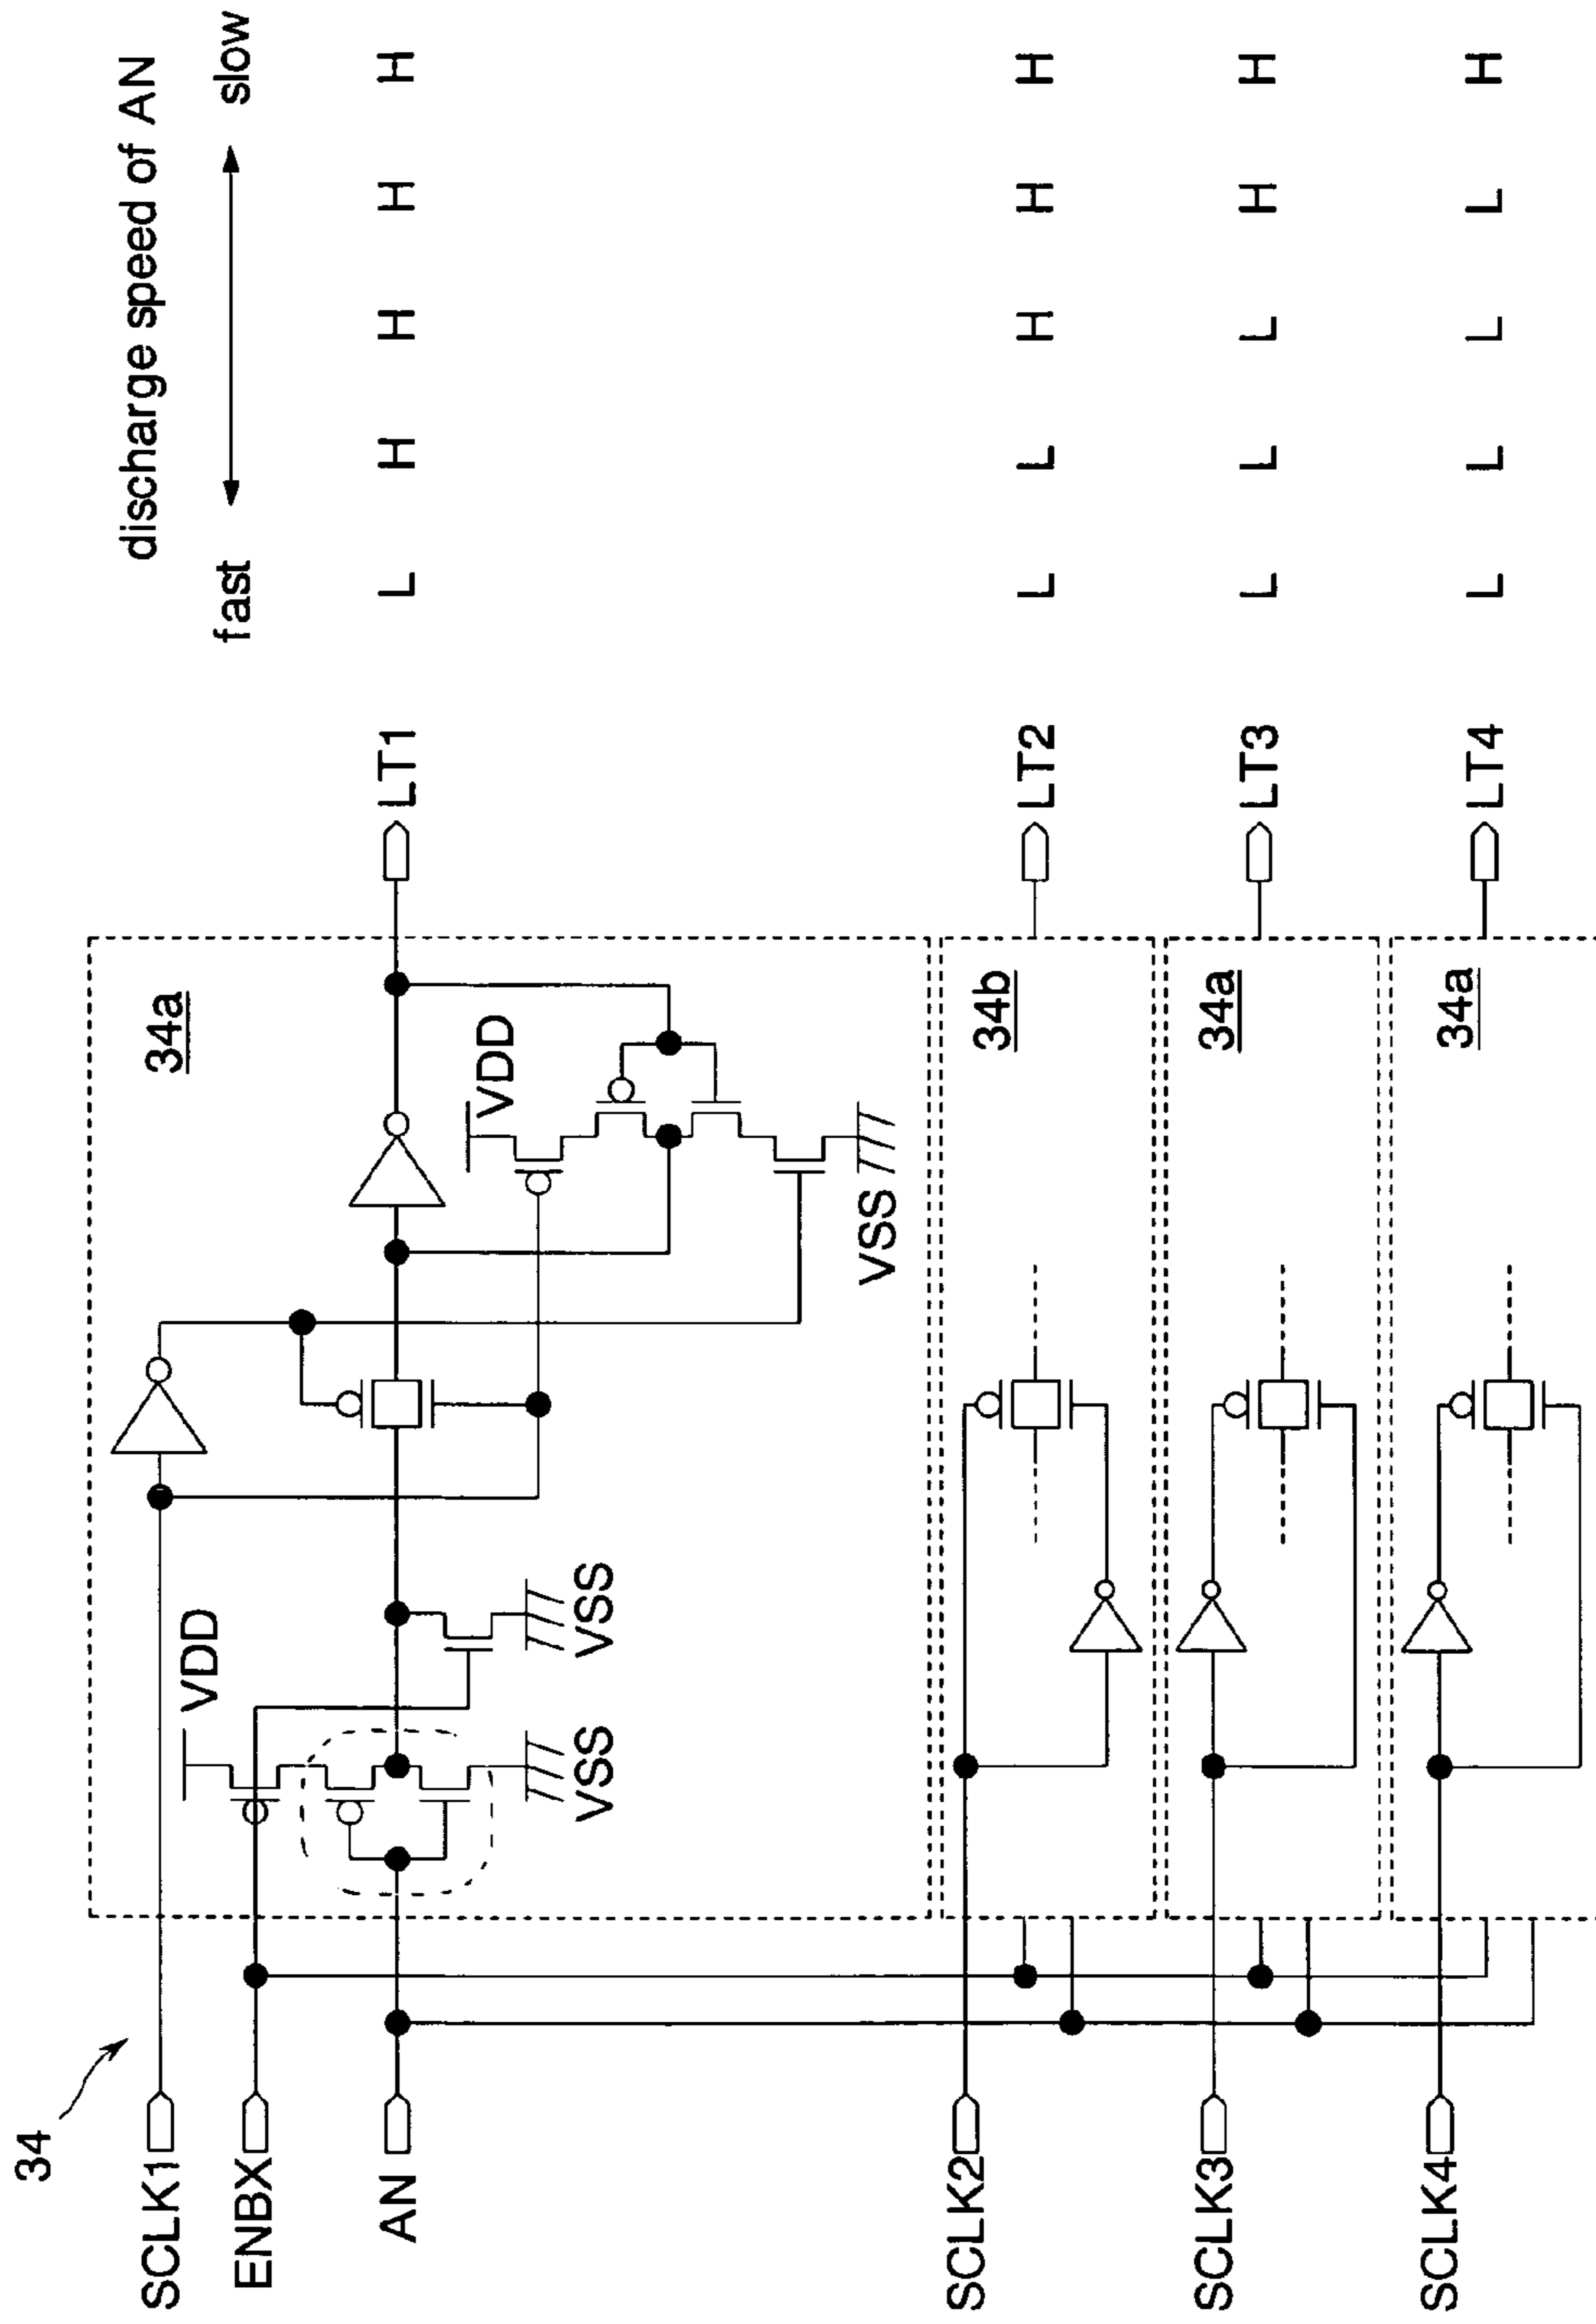 34
discharge speed of AN
fast slow
SCLK1
34a
ENBX
VDD
AN
LT1 L H H H H
VDD
VSS
VSS
VSS
SCLK2
34b
LT2 L L H H H
SCLK3
34a
LT3 L L L H H
SCLK4
34a
LT4 L L L L H